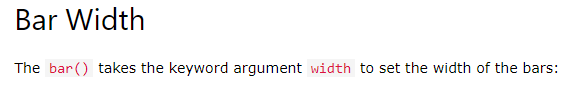 Bar Width
The bar() takes the keyword argument width to set the width of the bars: